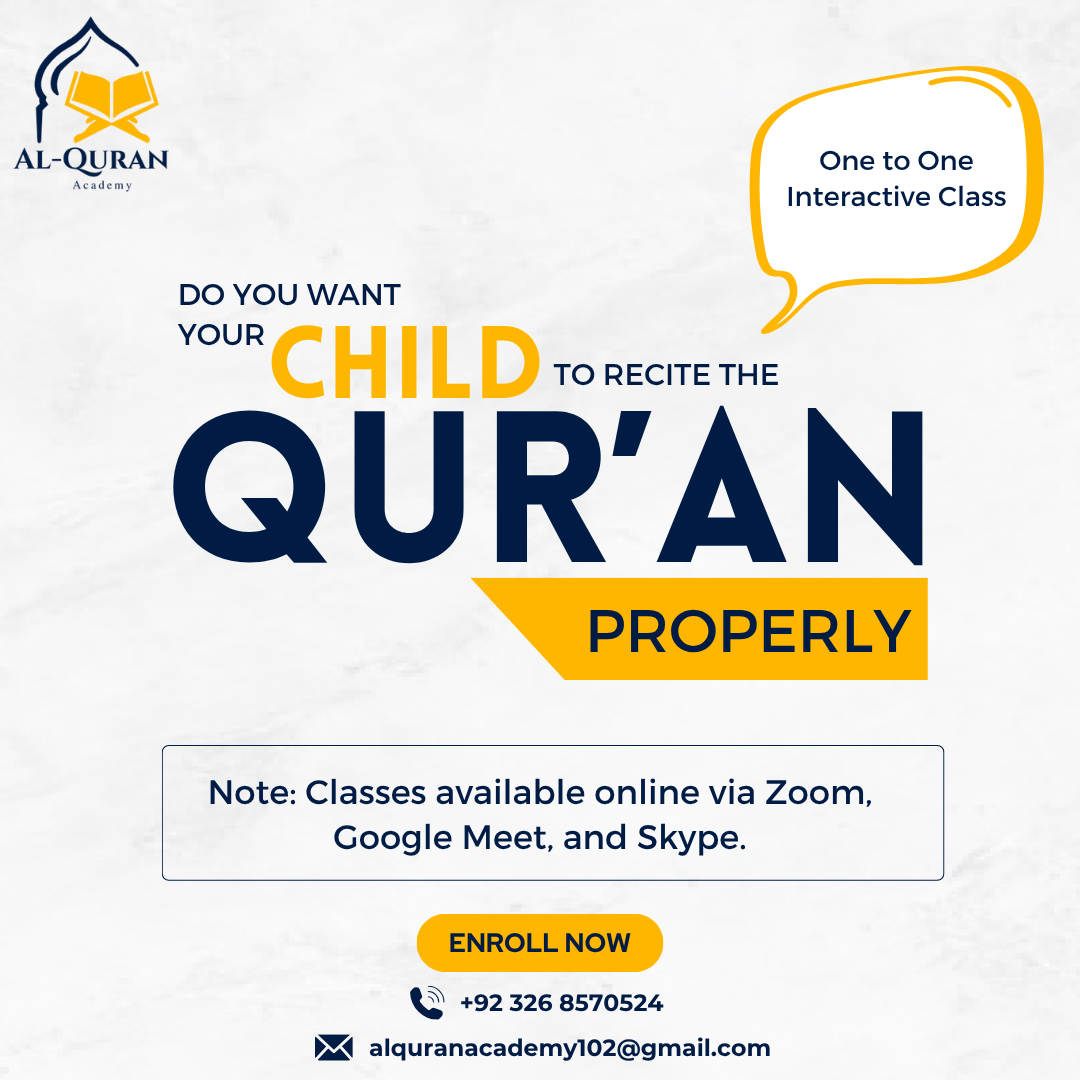 AL-QURAN
Academy
One to One
Interactive Class
DO YOU WANT
YOUR CHILD TO RECITE THE
QUR'AN
PROPERLY
Note: Classes available online via Zoom,
Google Meet, and Skype.
ENROLL NOW
+92 326 8570524
alquranacademy102@gmail.com